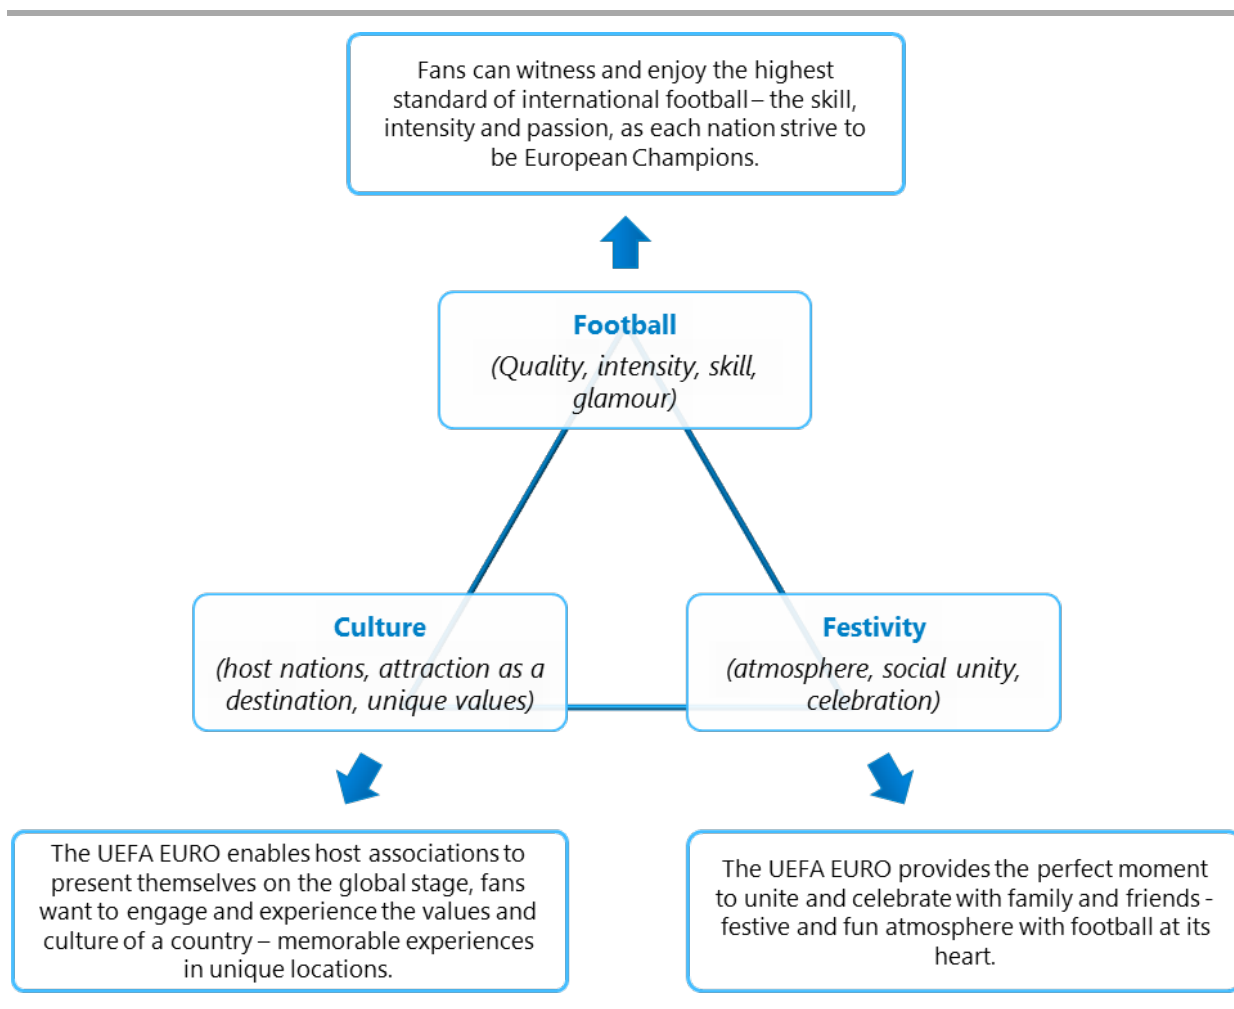 Fans can witness and enjoy the highest
standard of international football – the skill,
intensity and passion, as each nation strive to
be European Champions.
Football
(Quality, intensity, skill,
glamour)
Culture
(host nations, attraction as a
destination, unique values)
Festivity
(atmosphere, social unity,
celebration)
The UEFA EURO enables host associations to
present themselves on the global stage, fans
want to engage and experience the values and
culture of a country – memorable experiences
in unique locations.
The UEFA EURO provides the perfect moment
to unite and celebrate with family and friends -
festive and fun atmosphere with football at its
heart.